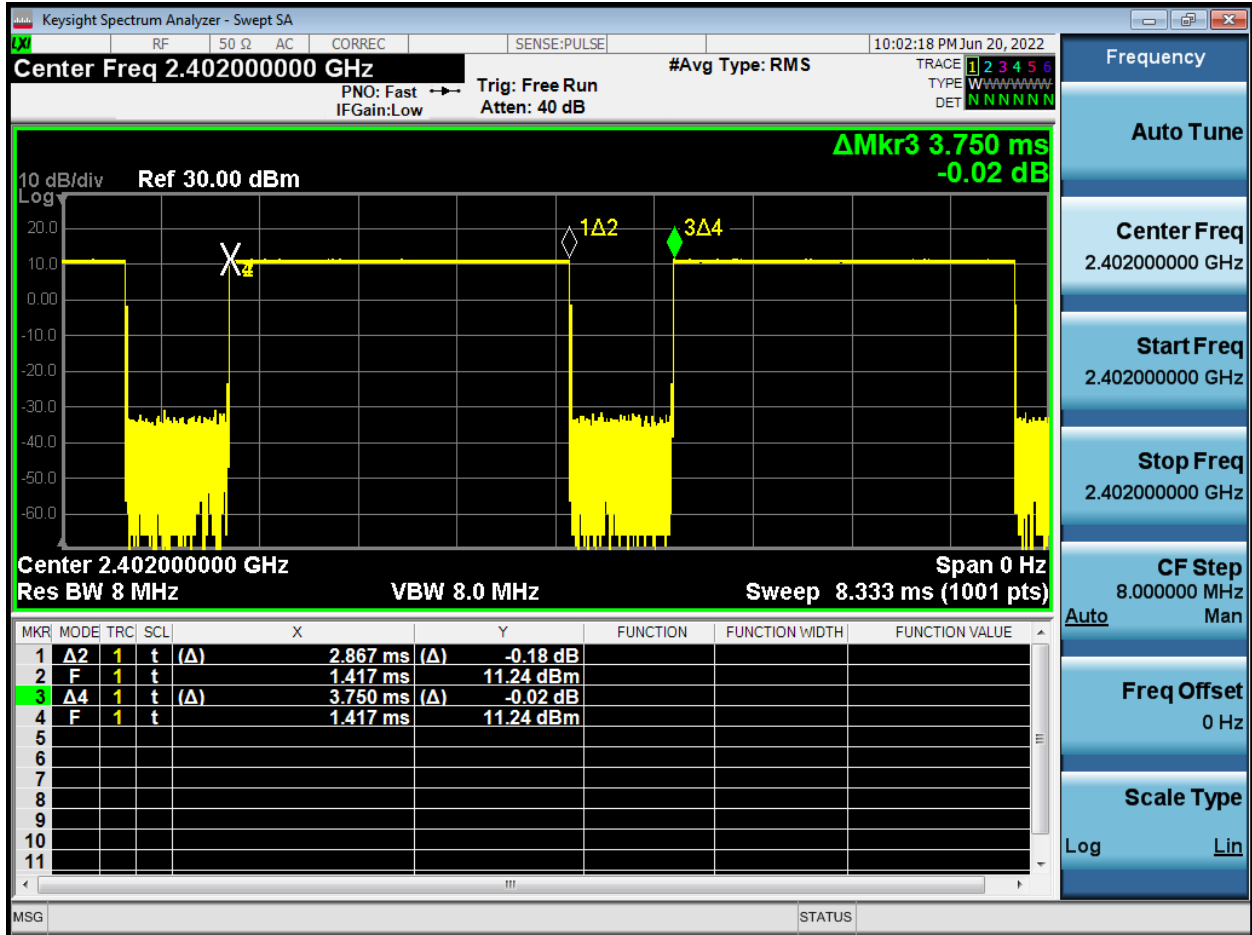 Keysight Spectrum Analyzer - Swept SA
LXI RF 50 Ω AC CORREC SENSE:PULSE 10:02:18 PM Jun 20, 2022
Center Freq 2.402000000 GHz
PNO: Fast
IFGain:Low
Trig: Free Run
Atten: 40 dB
#Avg Type: RMS
TRACE 1 2 3 4 5 6
TYPE WWWWWW
DET N N N N N N
ΔMkr3 3.750 ms
-0.02 dB
10 dB/div Ref 30.00 dBm
Log
20.0
10.0
0.00
-10.0
-20.0
-30.0
-40.0
-50.0
-60.0
1Δ2
3Δ4
4
Center 2.402000000 GHz Span 0 Hz
Res BW 8 MHz VBW 8.0 MHz Sweep 8.333 ms (1001 pts)
MKR MODE TRC SCL X Y FUNCTION FUNCTION WIDTH FUNCTION VALUE
1 Δ2 1 t (Δ) 2.867 ms (Δ) -0.18 dB
2 F 1 t 1.417 ms 11.24 dBm
3 Δ4 1 t (Δ) 3.750 ms (Δ) -0.02 dB
4 F 1 t 1.417 ms 11.24 dBm
5
6
7
8
9
10
11
MSG STATUS
Frequency
Auto Tune
Center Freq
2.402000000 GHz
Start Freq
2.402000000 GHz
Stop Freq
2.402000000 GHz
CF Step
8.000000 MHz
Auto Man
Freq Offset
0 Hz
Scale Type
Log Lin